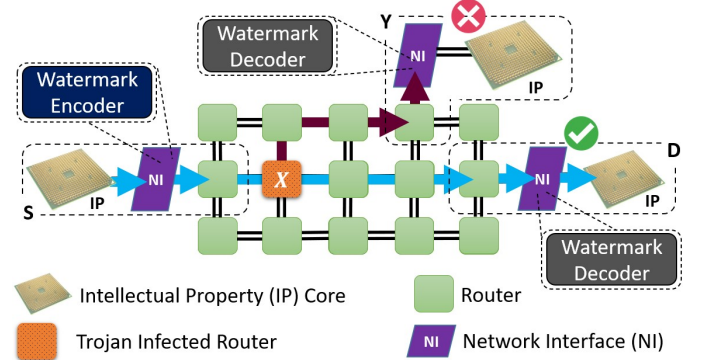 Y
Watermark
Decoder
NI
IP
Watermark
Encoder
NI
IP
S
X
D
NI
IP
Watermark
Decoder
Intellectual Property (IP) Core
Router
Trojan Infected Router
NI
Network Interface (NI)